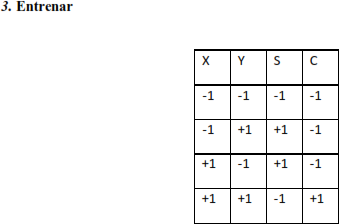 3. Entrenar
X Y S C
-1 -1 -1 -1
-1 +1 +1 -1
+1 -1 +1 -1
+1 +1 -1 +1